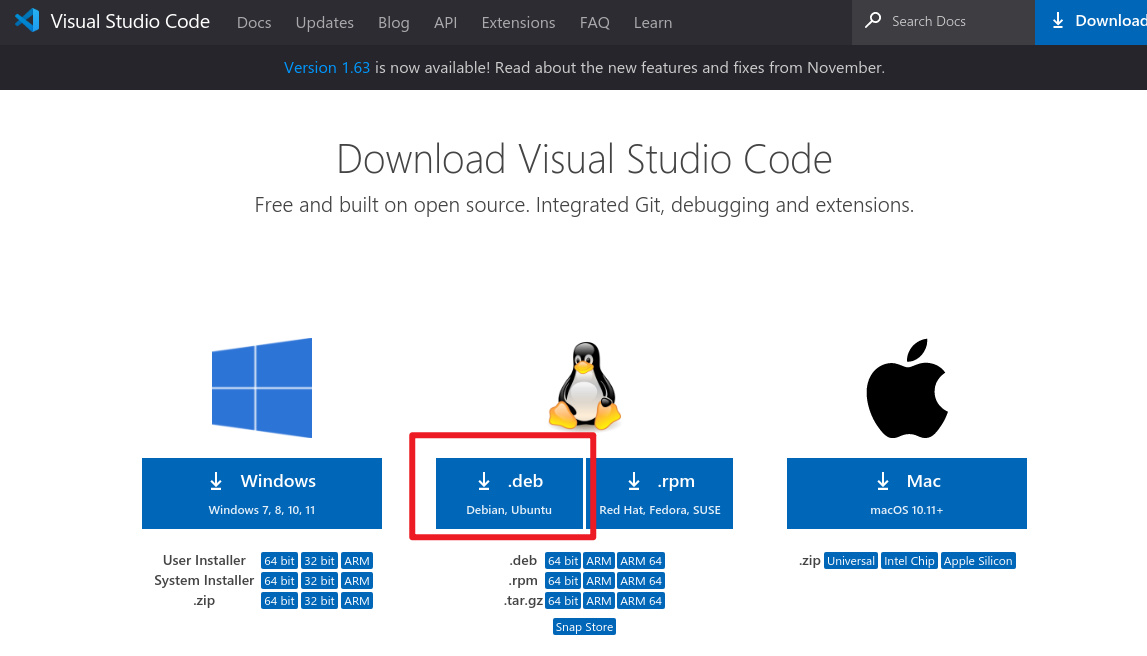 Visual Studio Code Docs Updates Blog API Extensions FAQ Learn Search Docs Download
Version 1.63 is now available! Read about the new features and fixes from November.
Download Visual Studio Code
Free and built on open source. Integrated Git, debugging and extensions.
Windows
Windows 7, 8, 10, 11
User Installer 64 bit 32 bit ARM
System Installer 64 bit 32 bit ARM
.zip 64 bit 32 bit ARM
.deb
Debian, Ubuntu
.rpm
Red Hat, Fedora, SUSE
.deb 64 bit ARM ARM 64
.rpm 64 bit ARM ARM 64
.tar.gz 64 bit ARM ARM 64
Snap Store
Mac
macOS 10.11+
.zip Universal Intel Chip Apple Silicon